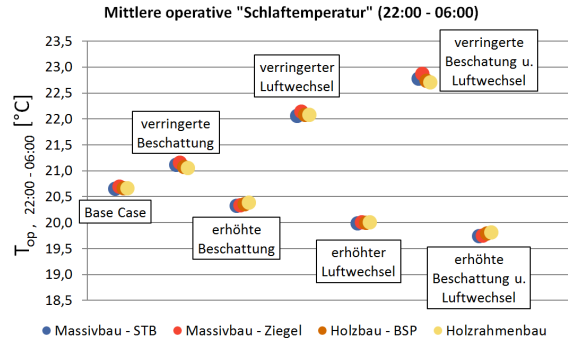 Mittlere operative "Schlaftemperatur" (22:00 - 06:00)
T op , 22:00 - 06:00 [°C]
23,5
23,0
22,5
22,0
21,5
21,0
20,5
20,0
19,5
19,0
18,5
Base Case
verringerte
Beschattung
erhöhte
Beschattung
verringerter
Luftwechsel
erhöhter
Luftwechsel
verringerte
Beschatung u.
Luftwechsel
erhöhte
Beschattung u.
Luftwechsel
Massivbau - STB
Massivbau - Ziegel
Holzbau - BSP
Holzrahmenbau